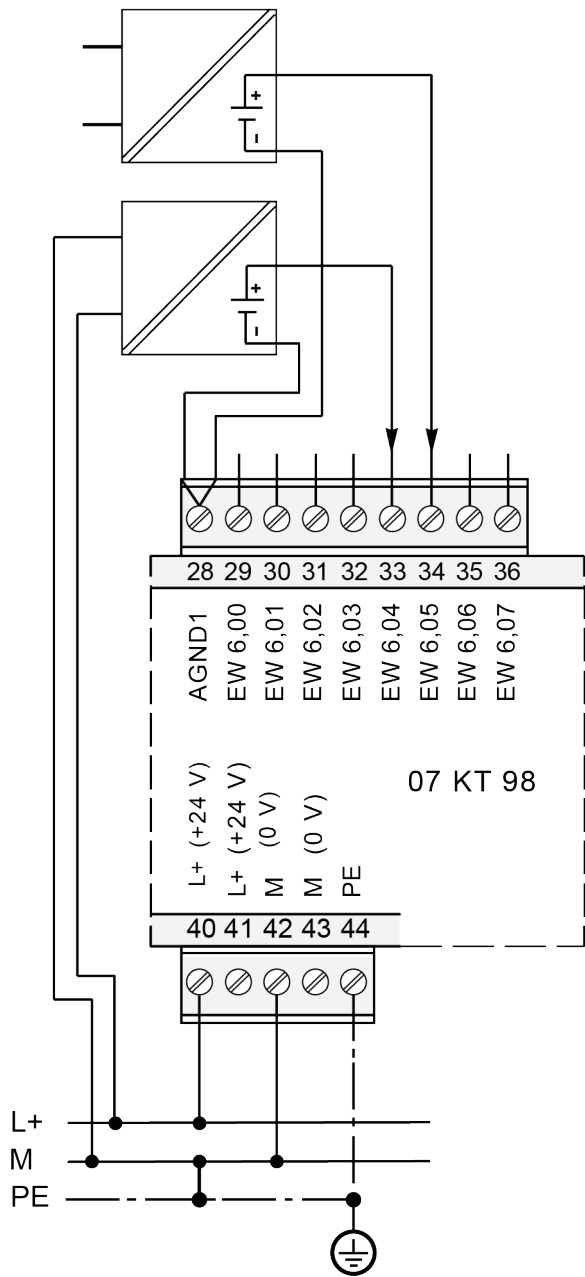 +
-
+
-
28 29 30 31 32 33 34 35 36
AGND1
EW 6,00
EW 6,01
EW 6,02
EW 6,03
EW 6,04
EW 6,05
EW 6,06
EW 6,07
07 KT 98
L+ (+24 V)
L+ (+24 V)
M (0 V)
M (0 V)
PE
40 41 42 43 44
L+
M
PE